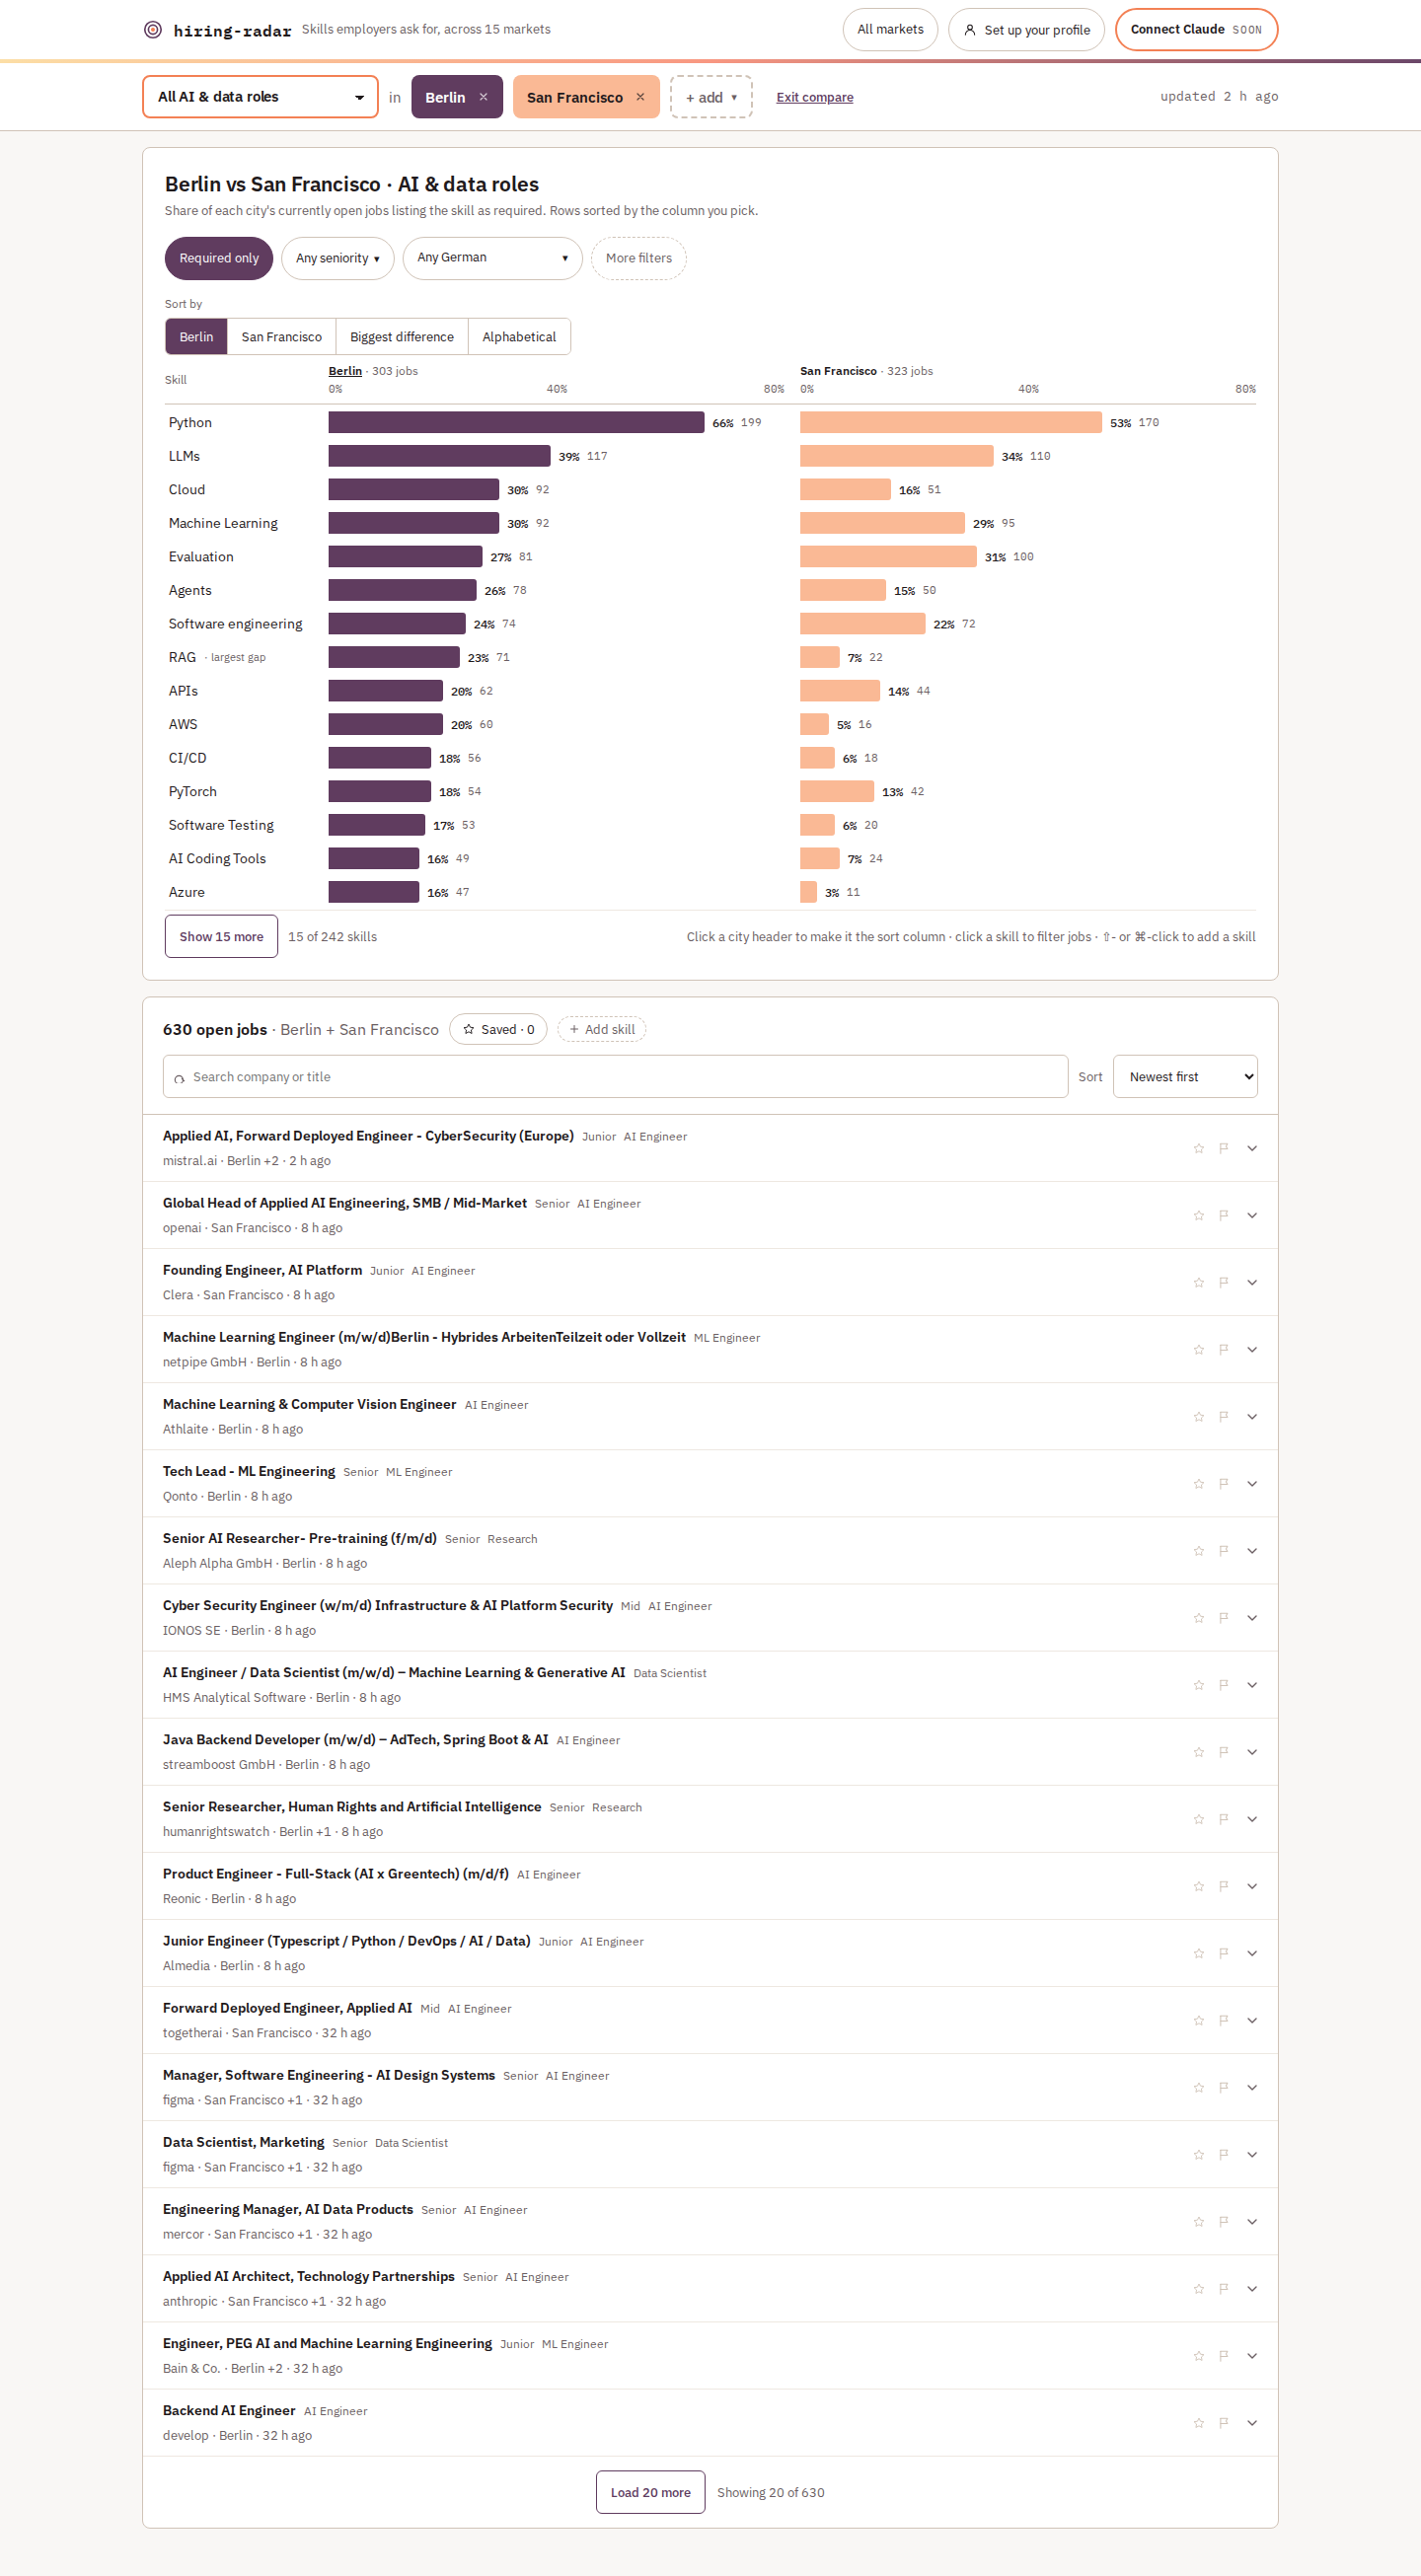 hiring-radar Skills employers ask for, across 15 markets All markets Set up your profile Connect Claude SOON
All AI & data roles in Berlin × San Francisco × + add ▾ Exit compare updated 2 h ago
Berlin vs San Francisco · AI & data roles
Share of each city's currently open jobs listing the skill as required. Rows sorted by the column you pick.
Required only Any seniority ▾ Any German ▾ More filters
Sort by
Berlin San Francisco Biggest difference Alphabetical
Skill Berlin · 303 jobs San Francisco · 323 jobs
0% 40% 80% 0% 40% 80%
Python 66% 199 53% 170
LLMs 39% 117 34% 110
Cloud 30% 92 16% 51
Machine Learning 30% 92 29% 95
Evaluation 27% 81 31% 100
Agents 26% 78 15% 50
Software engineering 24% 74 22% 72
RAG · largest gap 23% 71 7% 22
APIs 20% 62 14% 44
AWS 20% 60 5% 16
CI/CD 18% 56 6% 18
PyTorch 18% 54 13% 42
Software Testing 17% 53 6% 20
AI Coding Tools 16% 49 7% 24
Azure 16% 47 3% 11
Show 15 more 15 of 242 skills Click a city header to make it the sort column · click a skill to filter jobs · ⇧- or ⌘-click to add a skill
630 open jobs · Berlin + San Francisco Saved · 0 + Add skill
Search company or title Sort Newest first
Applied AI, Forward Deployed Engineer - CyberSecurity (Europe) Junior AI Engineer
mistral.ai · Berlin +2 · 2 h ago
Global Head of Applied AI Engineering, SMB / Mid-Market Senior AI Engineer
openai · San Francisco · 8 h ago
Founding Engineer, AI Platform Junior AI Engineer
Clera · San Francisco · 8 h ago
Machine Learning Engineer (m/w/d)Berlin - Hybrides ArbeitenTeilzeit oder Vollzeit ML Engineer
netpipe GmbH · Berlin · 8 h ago
Machine Learning & Computer Vision Engineer AI Engineer
Athlaite · Berlin · 8 h ago
Tech Lead - ML Engineering Senior ML Engineer
Qonto · Berlin · 8 h ago
Senior AI Researcher- Pre-training (f/m/d) Senior Research
Aleph Alpha GmbH · Berlin · 8 h ago
Cyber Security Engineer (w/m/d) Infrastructure & AI Platform Security Mid AI Engineer
IONOS SE · Berlin · 8 h ago
AI Engineer / Data Scientist (m/w/d) – Machine Learning & Generative AI Data Scientist
HMS Analytical Software · Berlin · 8 h ago
Java Backend Developer (m/w/d) – AdTech, Spring Boot & AI AI Engineer
streamboost GmbH · Berlin · 8 h ago
Senior Researcher, Human Rights and Artificial Intelligence Senior Research
humanrightswatch · Berlin +1 · 8 h ago
Product Engineer - Full-Stack (AI x Greentech) (m/d/f) AI Engineer
Reonic · Berlin · 8 h ago
Junior Engineer (Typescript / Python / DevOps / AI / Data) Junior AI Engineer
Almedia · Berlin · 8 h ago
Forward Deployed Engineer, Applied AI Mid AI Engineer
togetherai · San Francisco · 32 h ago
Manager, Software Engineering - AI Design Systems Senior AI Engineer
figma · San Francisco +1 · 32 h ago
Data Scientist, Marketing Senior Data Scientist
figma · San Francisco +1 · 32 h ago
Engineering Manager, AI Data Products Senior AI Engineer
mercor · San Francisco +1 · 32 h ago
Applied AI Architect, Technology Partnerships Senior AI Engineer
anthropic · San Francisco +1 · 32 h ago
Engineer, PEG AI and Machine Learning Engineering Junior ML Engineer
Bain & Co. · Berlin +2 · 32 h ago
Backend AI Engineer AI Engineer
develop · Berlin · 32 h ago
Load 20 more Showing 20 of 630